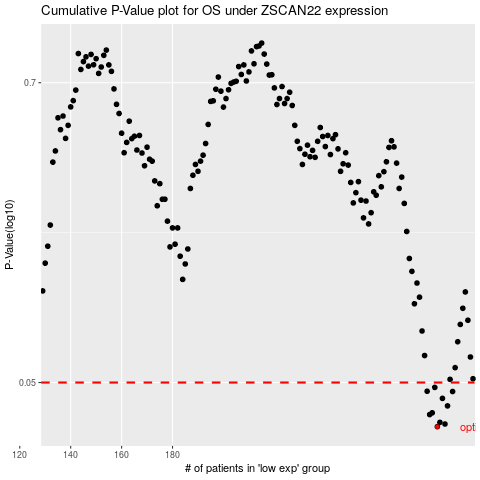 Cumulative P-Value plot for OS under ZSCAN22 expression
P-Value(log10)
0.7
0.05
opti
120 140 160 180
# of patients in 'low exp' group